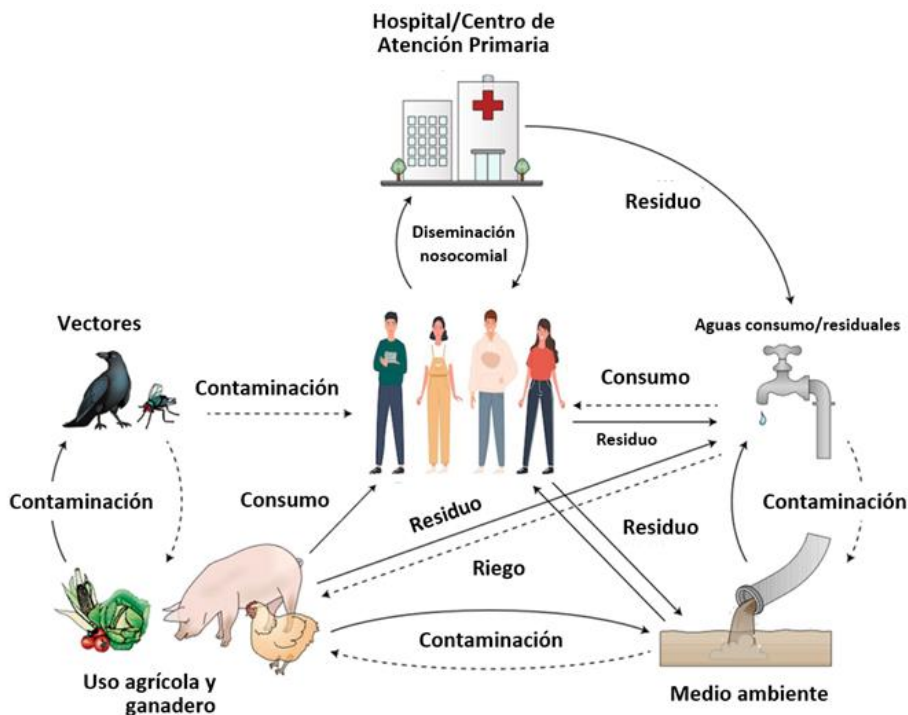 Hospital/Centro de
Atención Primaria
Residuo
Diseminación
nosocomial
Vectores
Aguas consumo/residuales
Contaminación
Consumo
Residuo
Contaminación
Consumo
Residuo
Residuo
Contaminación
Riego
Contaminación
Uso agrícola y
ganadero
Medio ambiente